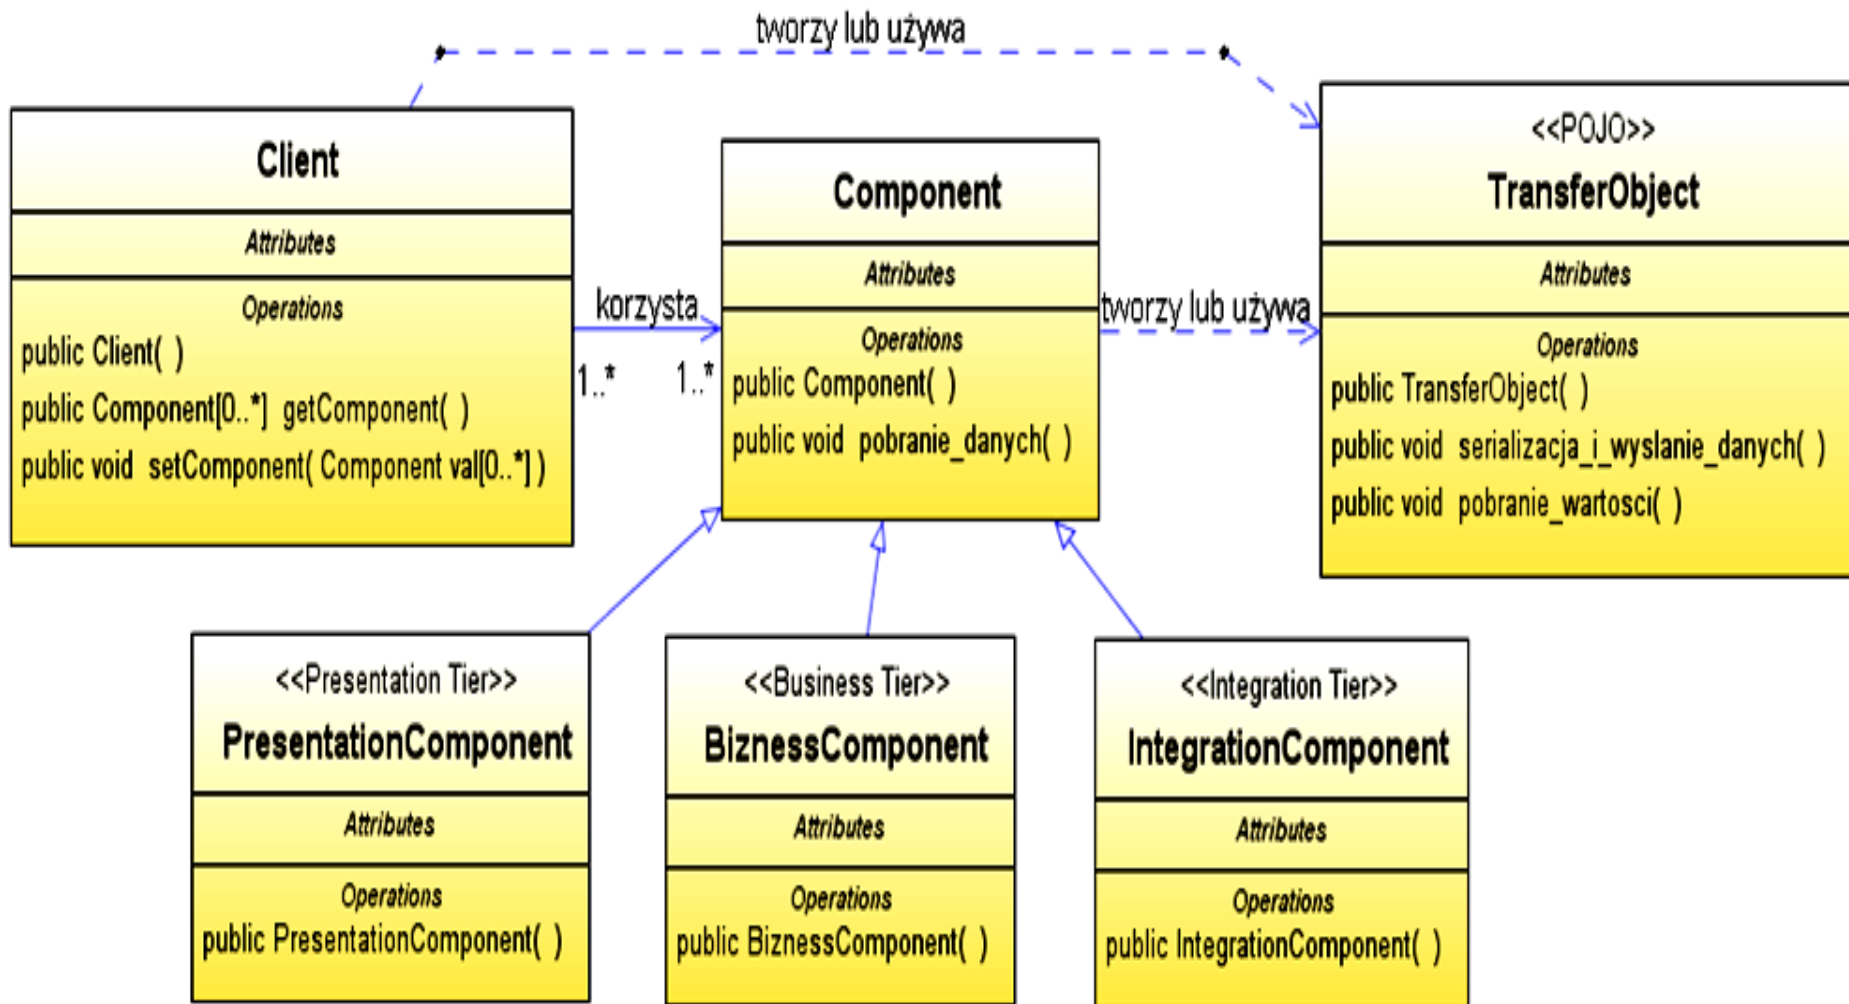 tworzy lub używa
Client
Attributes
Operations
public Client( )
public Component[0..*] getComponent( )
public void setComponent( Component val[0..*] )
korzysta
1..*
1..*
Component
Attributes
Operations
public Component( )
public void pobranie_danych( )
tworzy lub używa
<<POJO>>
TransferObject
Attributes
Operations
public TransferObject( )
public void serializacja_i_wyslanie_danych( )
public void pobranie_wartosci( )
<<Presentation Tier>>
PresentationComponent
Attributes
Operations
public PresentationComponent( )
<<Business Tier>>
BiznessComponent
Attributes
Operations
public BiznessComponent( )
<<Integration Tier>>
IntegrationComponent
Attributes
Operations
public IntegrationComponent( )